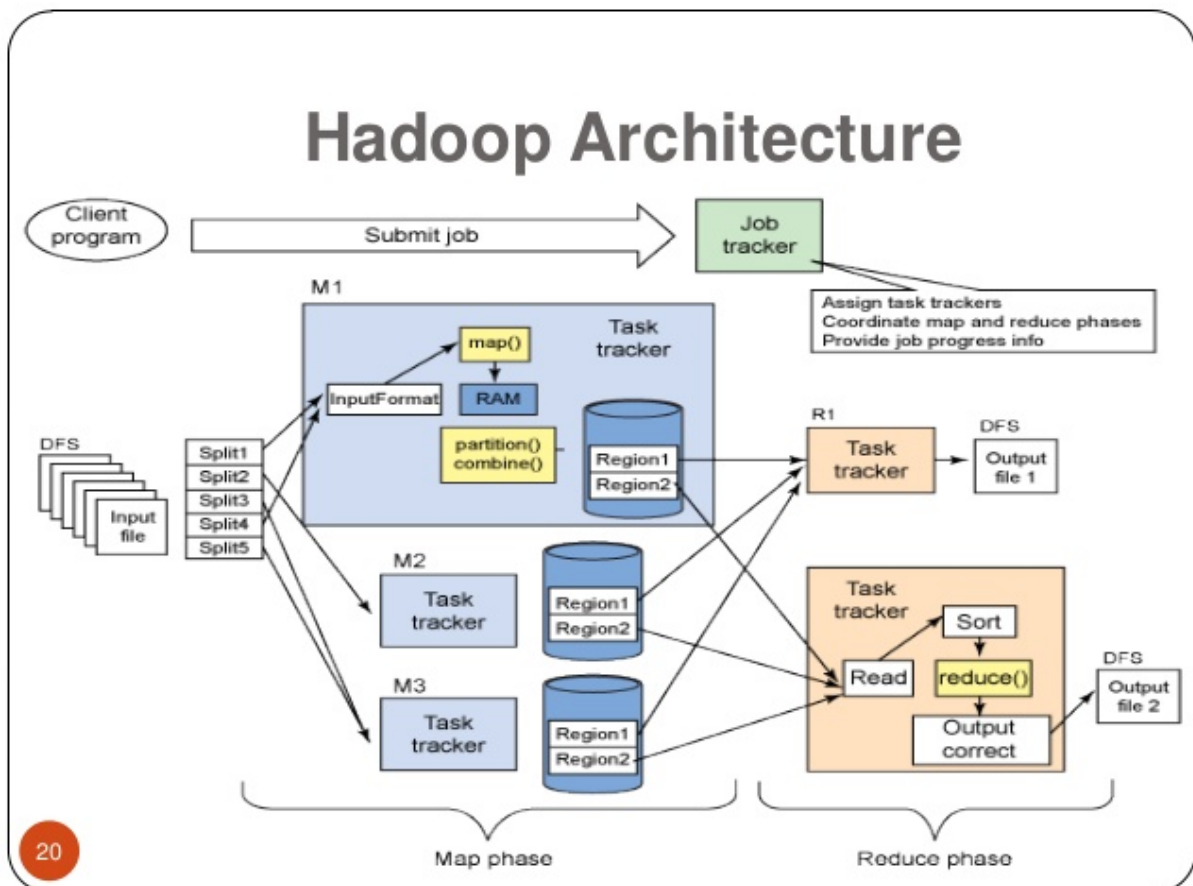 Hadoop Architecture
Client
program
Submit job
Job
tracker
Assign task trackers
Coordinate map and reduce phases
Provide job progress info
M1
Task
tracker
map()
InputFormat
RAM
partition()
combine()
Region1
Region2
DFS
Input
file
Split1
Split2
Split3
Split4
Split5
M2
Task
tracker
Region1
Region2
M3
Task
tracker
Region1
Region2
R1
Task
tracker
DFS
Output
file 1
Task
tracker
Sort
Read
reduce()
Output
correct
DFS
Output
file 2
Map phase
Reduce phase
20